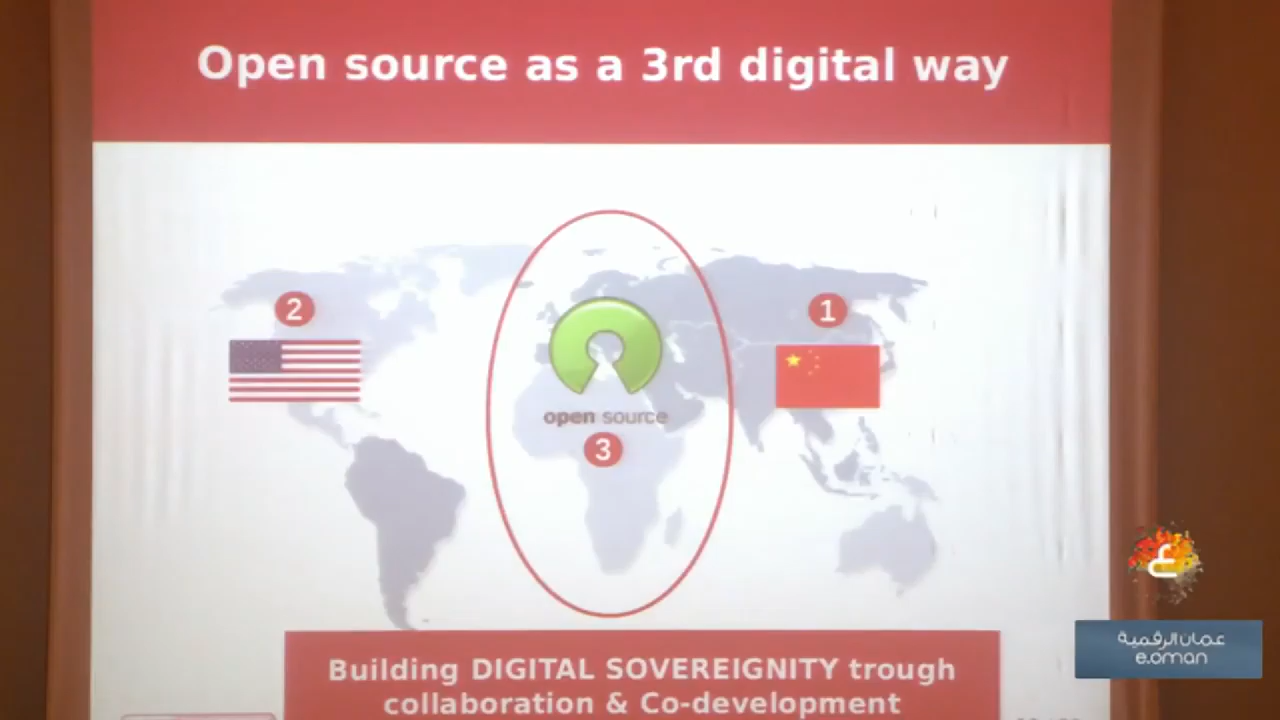 Open source as a 3rd digital way
2
1
open source
3
Building DIGITAL SOVEREIGNITY trough
collaboration & Co-development
ع
عمان الرقمية
e.oman